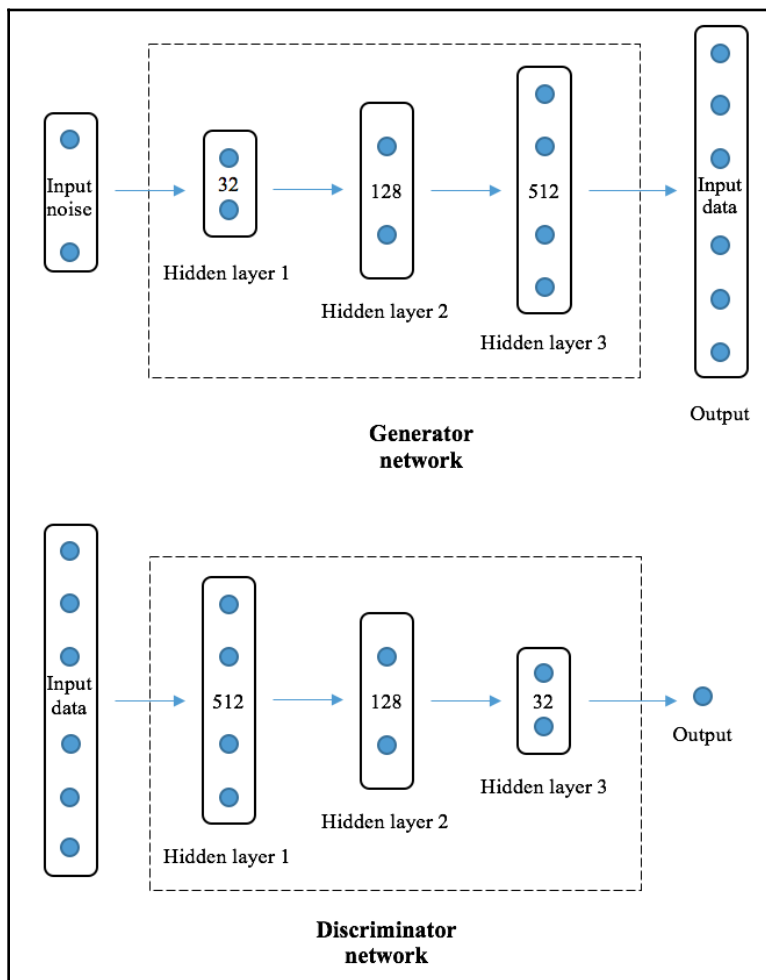 Input
noise
32
128
512
Input
data
Hidden layer 1
Hidden layer 2
Hidden layer 3
Output
Generator
network
Input
data
512
128
32
Output
Hidden layer 3
Hidden layer 2
Hidden layer 1
Discriminator
network